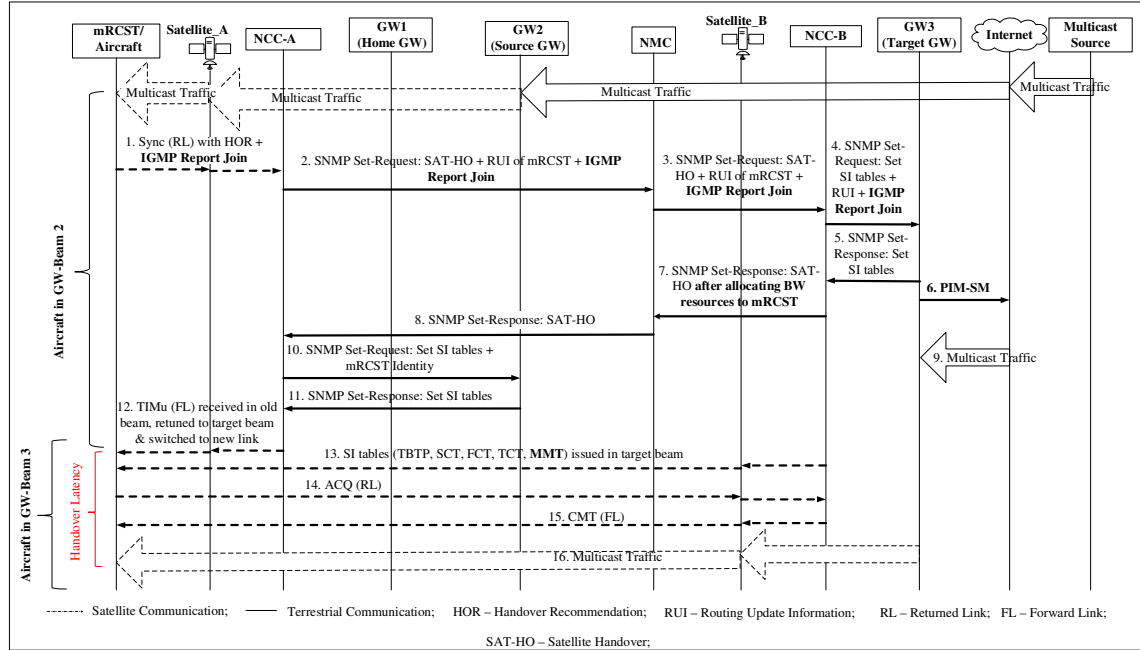 mRCST/
Aircraft
Satellite_A
NCC-A
GW1
(Home GW)
GW2
(Source GW)
NMC
Satellite_B
NCC-B
GW3
(Target GW)
Internet
Multicast
Source
Multicast Traffic
Multicast Traffic
Multicast Traffic
Multicast Traffic
1. Sync (RL) with HOR +
IGMP Report Join
2. SNMP Set-Request: SAT-HO + RUI of mRCST + IGMP
Report Join
3. SNMP Set-Request: SAT-
HO + RUI of mRCST +
IGMP Report Join
4. SNMP Set-
Request: Set
SI tables +
RUI + IGMP
Report Join
5. SNMP Set-
Response: Set
SI tables
6. PIM-SM
7. SNMP Set-Response: SAT-
HO after allocating BW
resources to mRCST
8. SNMP Set-Response: SAT-HO
9. Multicast Traffic
10. SNMP Set-Request: Set SI tables +
mRCST Identity
11. SNMP Set-Response: Set SI tables
12. TIMu (FL) received in old
beam, retuned to target beam
& switched to new link
13. SI tables (TBTP, SCT, FCT, TCT, MMT) issued in target beam
14. ACQ (RL)
15. CMT (FL)
16. Multicast Traffic
Aircraft in GW-Beam 2
Aircraft in GW-Beam 3
Handover Latency
Satellite Communication;
Terrestrial Communication;
HOR – Handover Recommendation;
RUI – Routing Update Information;
RL – Returned Link;
FL – Forward Link;
SAT-HO – Satellite Handover;